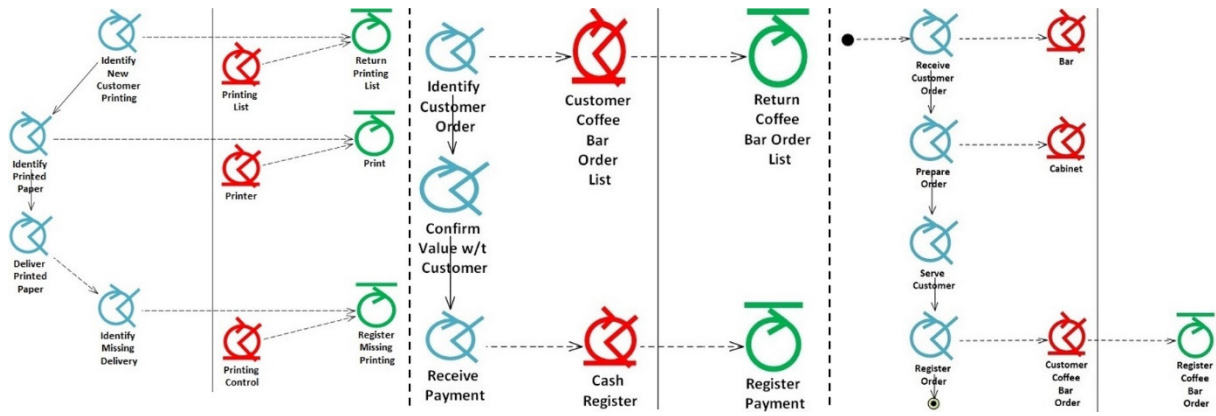 Identify
New
Customer
Printing
Printing
List
Return
Printing
List
Identify
Printed
Paper
Printer
Print
Deliver
Printed
Paper
Identify
Missing
Delivery
Printing
Control
Register
Missing
Printing
Identify
Customer
Order
Customer
Coffee
Bar
Order
List
Return
Coffee
Bar Order
List
Confirm
Value w/t
Customer
Receive
Payment
Cash
Register
Register
Payment
Receive
Customer
Order
Bar
Prepare
Order
Cabinet
Serve
Customer
Register
Order
Customer
Coffee
Bar
Order
Register
Coffee
Bar
Order